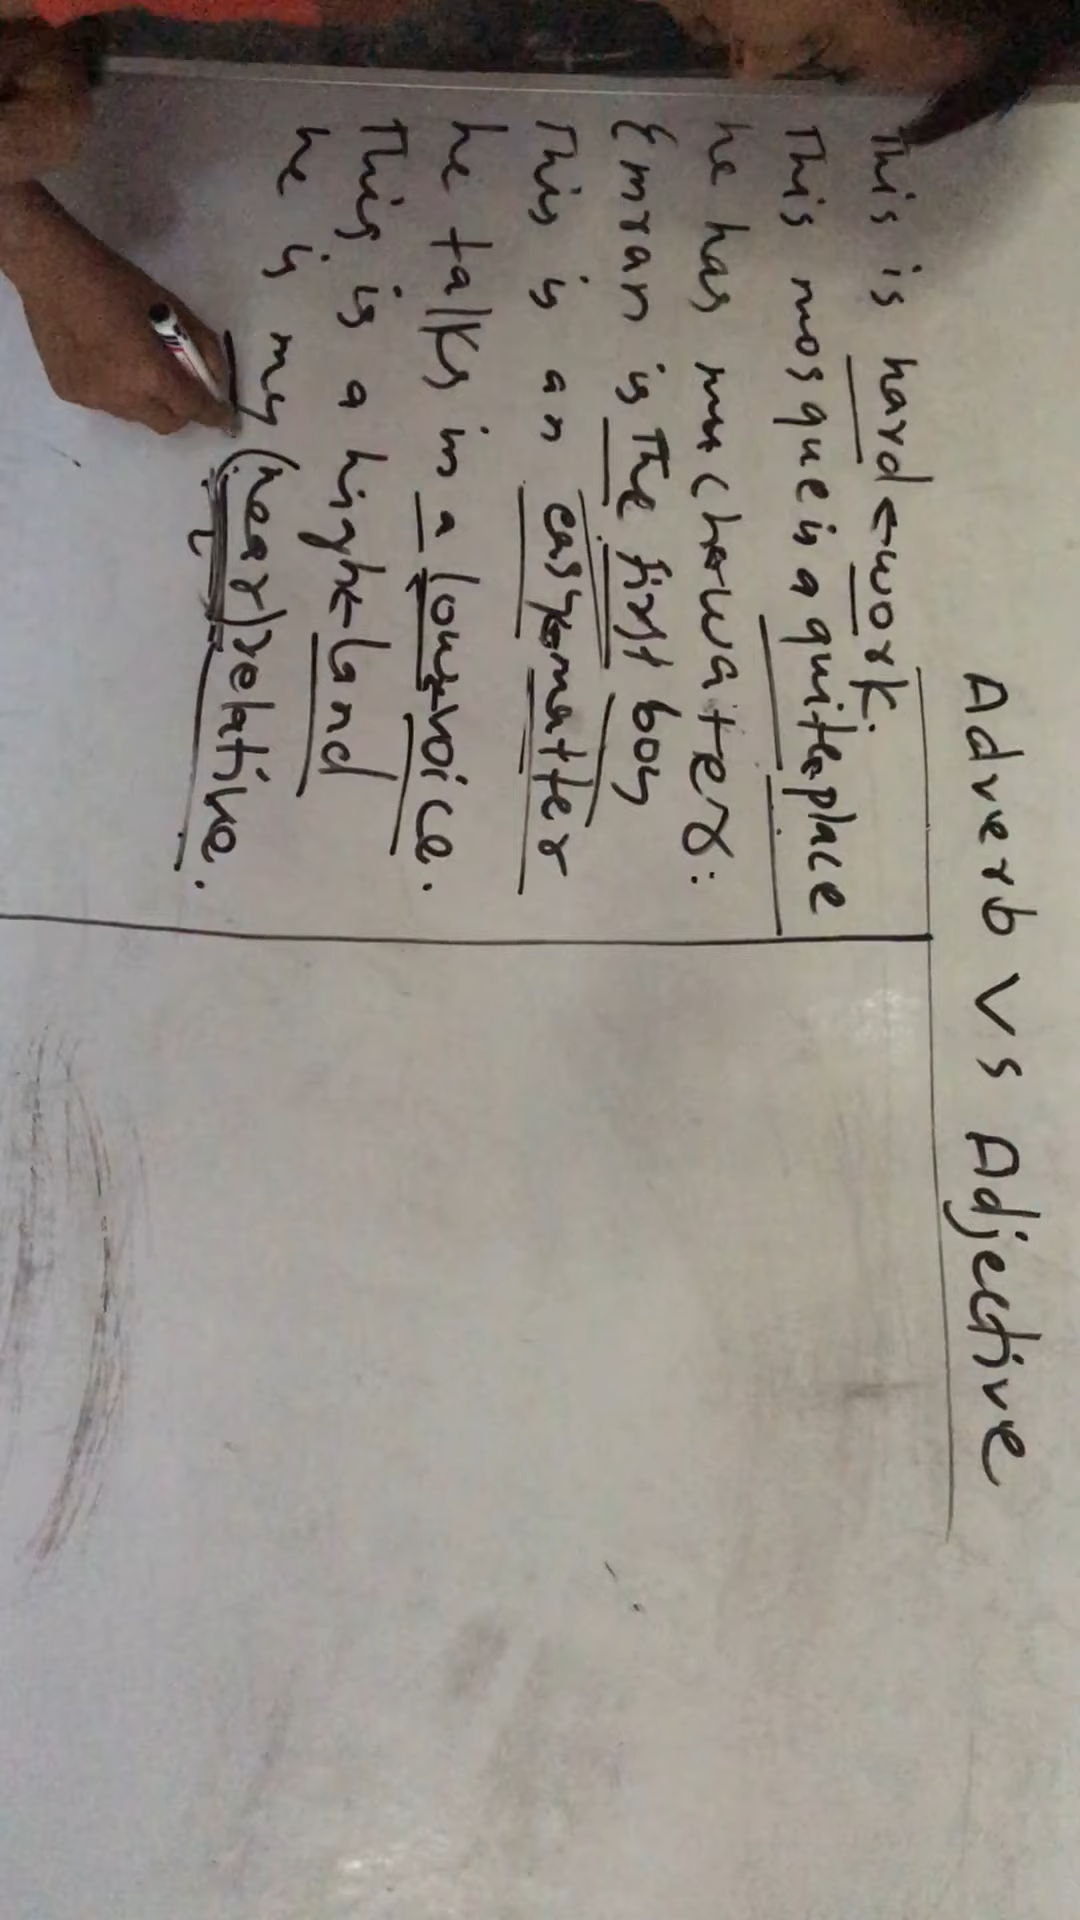 Adverb Vs Adjective
This is hard ← work.
This mosque is a quite place
he has much water:
Emran is The first boy
This is an easy matter
he talks in a low voice.
This is a high land
he is my (near) relative.